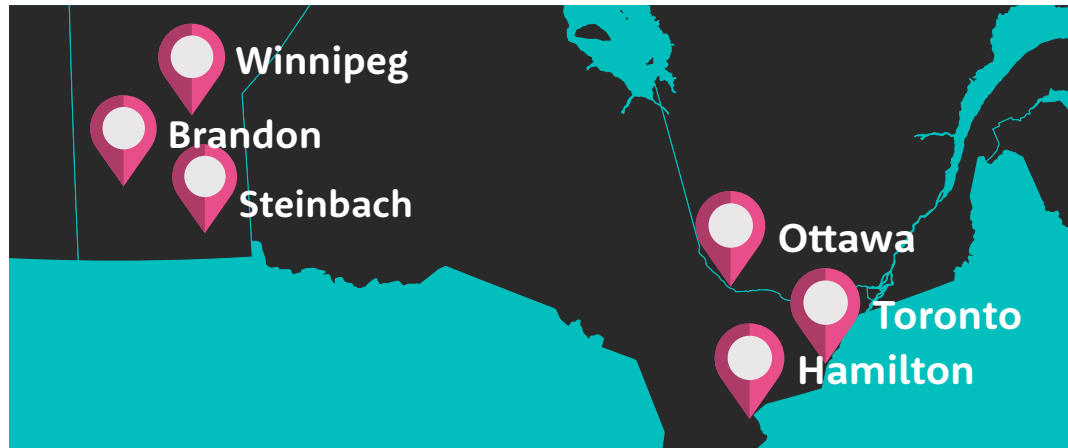 Winnipeg
Brandon
Steinbach
Ottawa
Toronto
Hamilton